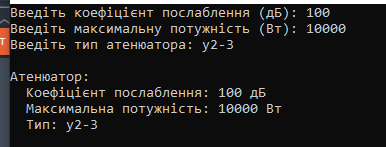 Введіть коефіцієнт послаблення (дБ): 100
Введіть максимальну потужність (Вт): 10000
Введіть тип атенюатора: у2-3
Атенюатор:
Коефіцієнт послаблення: 100 дБ
Максимальна потужність: 10000 Вт
Тип: у2-3